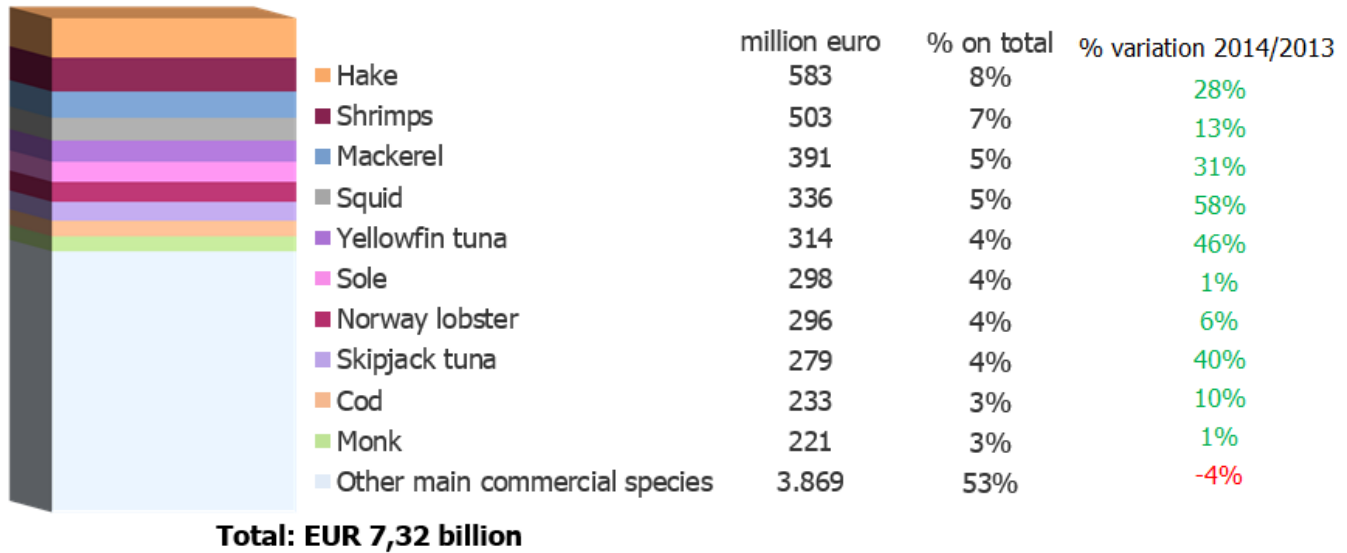 million euro % on total % variation 2014/2013
Hake 583 8% 28%
Shrimps 503 7% 13%
Mackerel 391 5% 31%
Squid 336 5% 58%
Yellowfin tuna 314 4% 46%
Sole 298 4% 1%
Norway lobster 296 4% 6%
Skipjack tuna 279 4% 40%
Cod 233 3% 10%
Monk 221 3% 1%
Other main commercial species 3.869 53% -4%
Total: EUR 7,32 billion